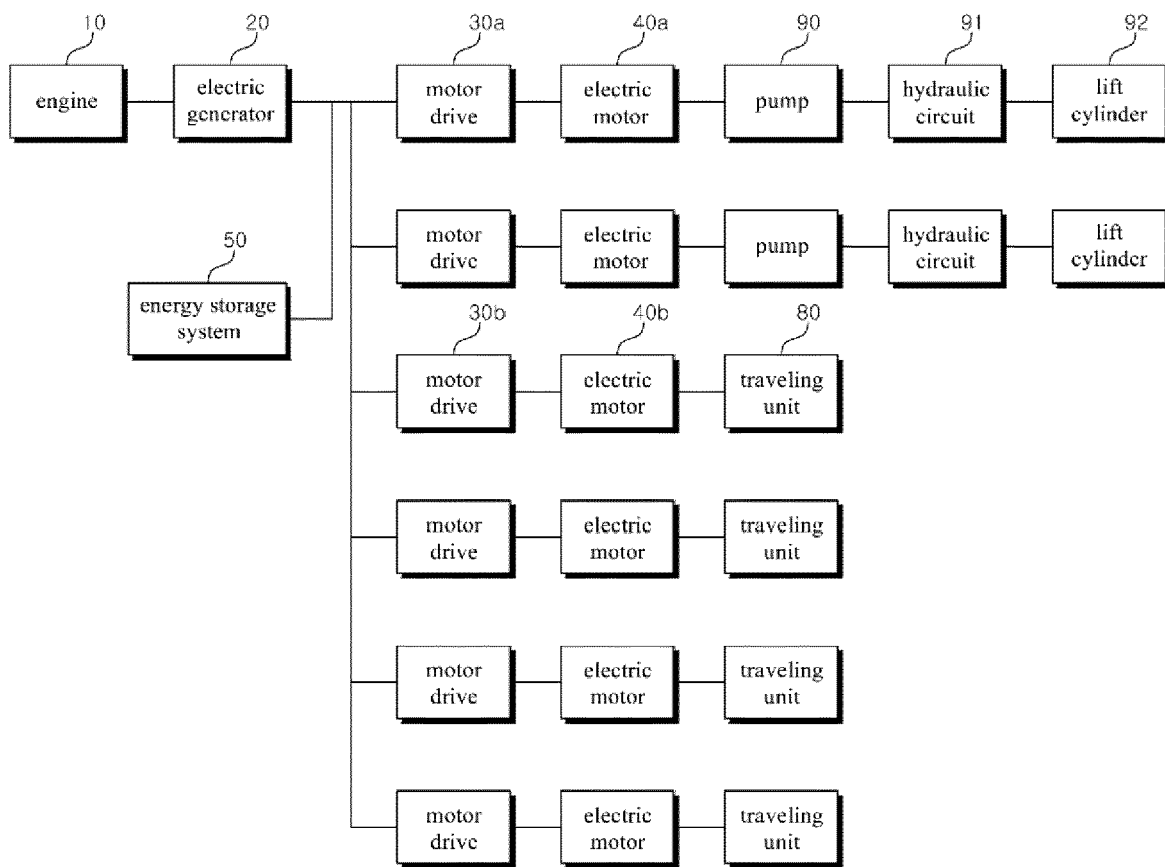 10
20
30a
40a
90
91
92
engine
electric
generator
motor
drive
electric
motor
pump
hydraulic
circuit
lift
cylinder
motor
drive
electric
motor
pump
hydraulic
circuit
lift
cylinder
50
energy storage
system
30b
40b
80
motor
drive
electric
motor
traveling
unit
motor
drive
electric
motor
traveling
unit
motor
drive
electric
motor
traveling
unit
motor
drive
electric
motor
traveling
unit